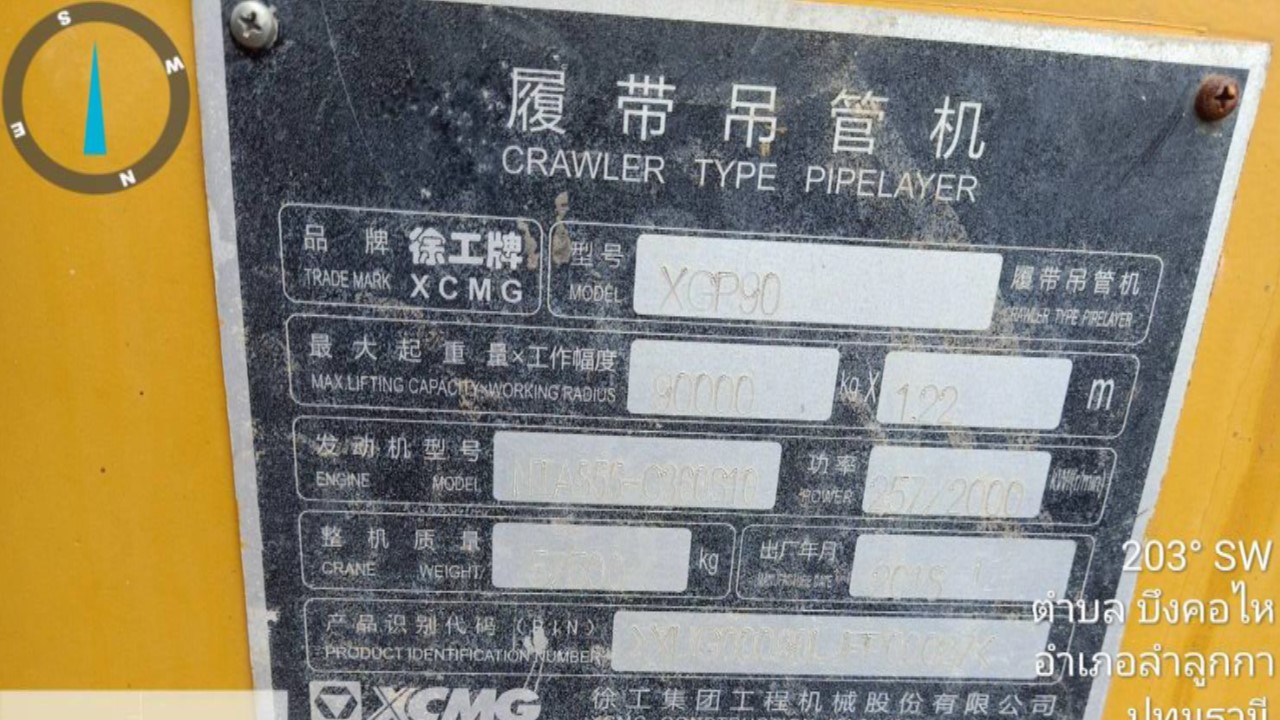 S
W
E
N
履带吊管机
CRAWLER TYPE PIPELAYER
品牌 徐工牌 型号 XGP90 履带吊管机
TRADE MARK XCMG MODEL CRAWLER TYPE PIPELAYER
最大起重量×工作幅度 90000 kg X 1.22 m
MAX.LIFTING CAPACITY×WORKING RADIUS
发动机型号 功率 257/2000 kW/(r/min)
ENGINE MODEL POWER
整机质量 kg 出厂年月
CRANE WEIGHT MANUFACTURE DATE
产品识别代码(PIN)
PRODUCT IDENTIFICATION NUMBER
XCMG 徐工集团工程机械股份有限公司
XCMG CONSTRUCTION
203° SW
ตำบล บึงคอไห
อำเภอลำลูกกา
ปทุมธานี